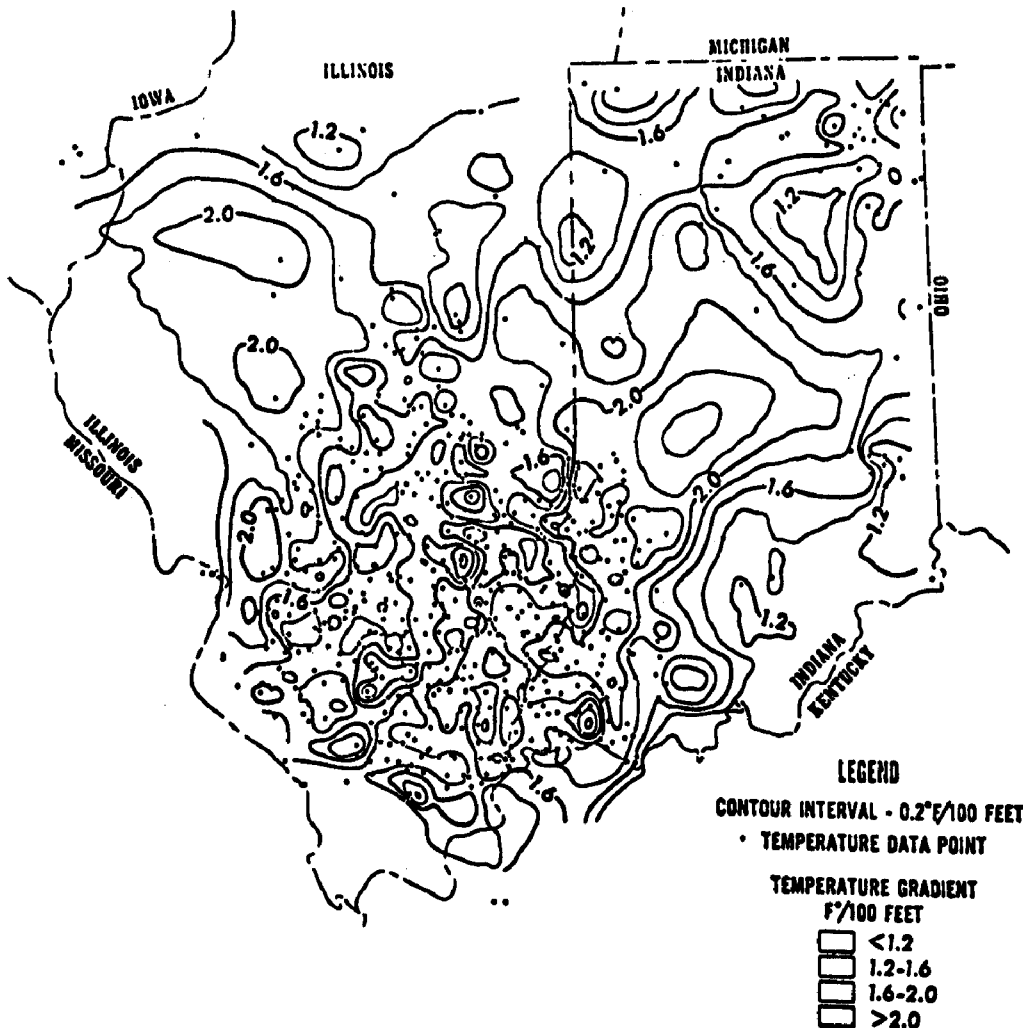 MICHIGAN
ILLINOIS
INDIANA
IOWA
1.2
1.6
1.6
1.2
2.0
1.2
1.6
OHIO
2.0
2.0
ILLINOIS
MISSOURI
1.6
2.0
1.6
2.0
1.2
1.6
1.2
INDIANA
KENTUCKY
1.6
LEGEND
CONTOUR INTERVAL - 0.2°F/100 FEET
• TEMPERATURE DATA POINT
TEMPERATURE GRADIENT
F°/100 FEET
<1.2
1.2-1.6
1.6-2.0
>2.0